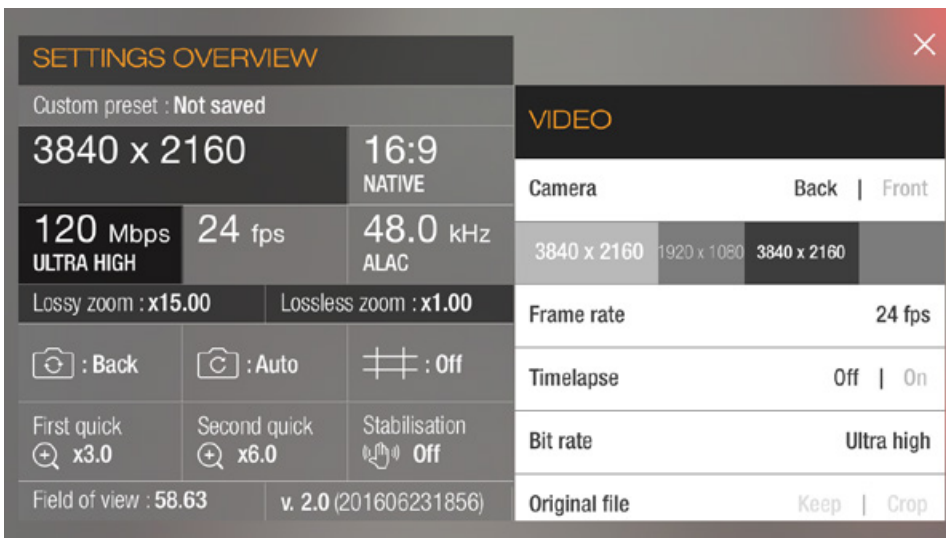 SETTINGS OVERVIEW
Custom preset : Not saved
3840 x 2160
16:9
NATIVE
120 Mbps
ULTRA HIGH
24 fps
48.0 kHz
ALAC
Lossy zoom : x15.00
Lossless zoom : x1.00
: Back
: Auto
: Off
First quick
x3.0
Second quick
x6.0
Stabilisation
Off
Field of view : 58.63
v. 2.0 (201606231856)
VIDEO
Camera
Back | Front
3840 x 2160
1920 x 1080
3840 x 2160
Frame rate
24 fps
Timelapse
Off | On
Bit rate
Ultra high
Original file
Keep | Crop